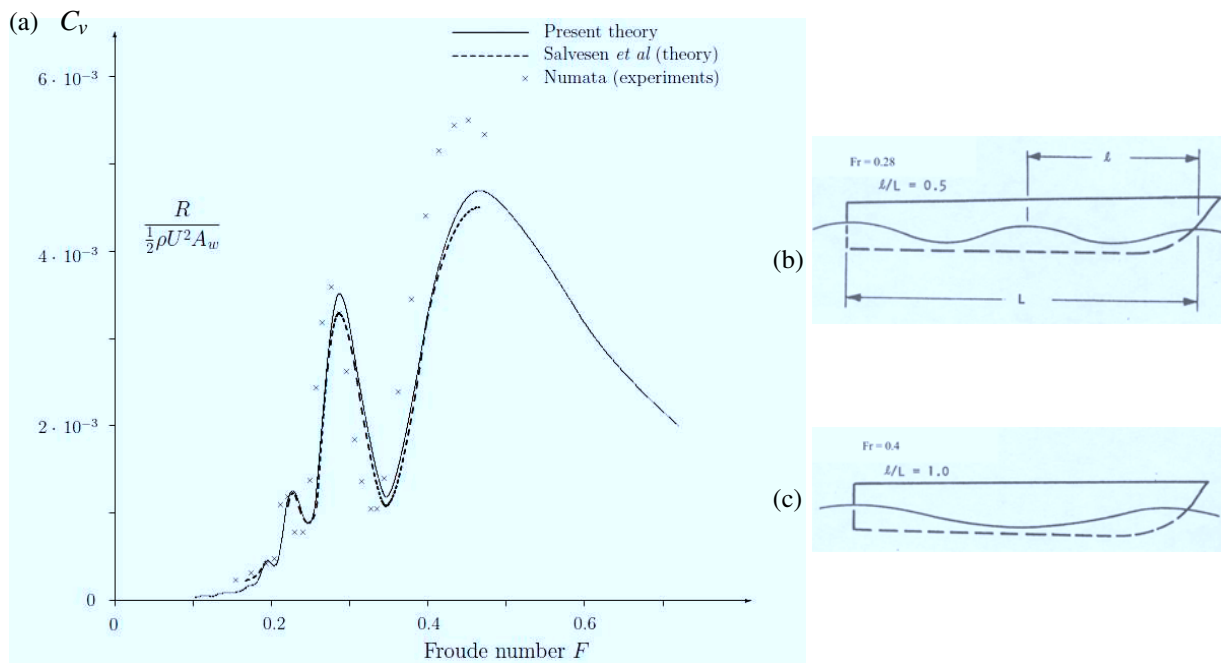 (a) C_v
Present theory
Salvesen et al (theory)
× Numata (experiments)
6 · 10⁻³
R
½ρU²A_w
4 · 10⁻³
2 · 10⁻³
0
0 0.2 0.4 0.6
Froude number F
Fr = 0.28
ℓ
ℓ/L = 0.5
(b)
L
Fr = 0.4
ℓ/L = 1.0
(c)